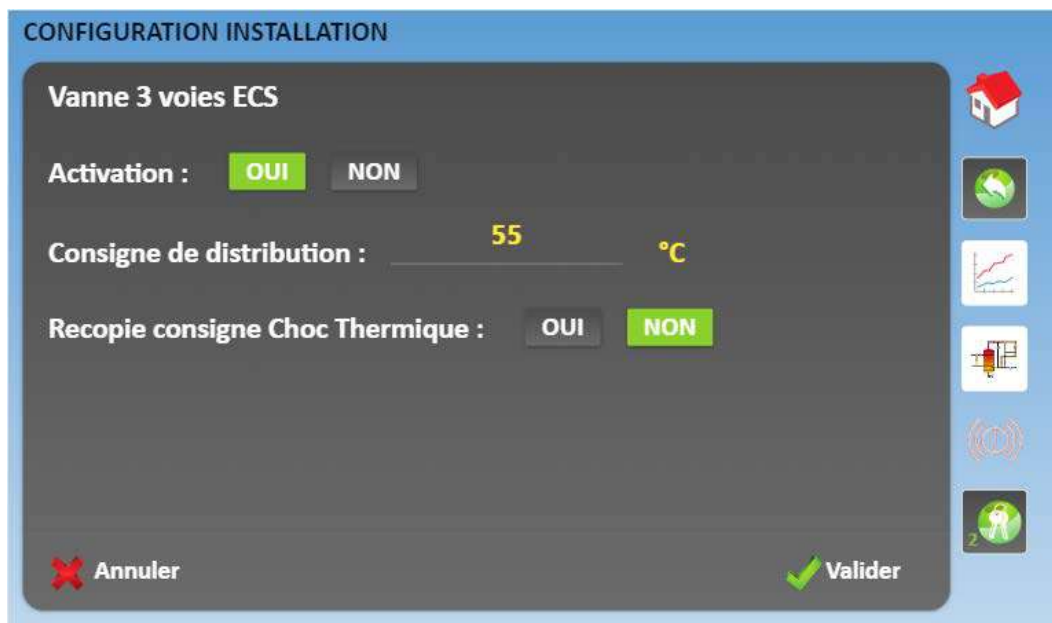 CONFIGURATION INSTALLATION
Vanne 3 voies ECS
Activation : OUI NON
Consigne de distribution : 55 °C
Recopie consigne Choc Thermique : OUI NON
2
Annuler Valider